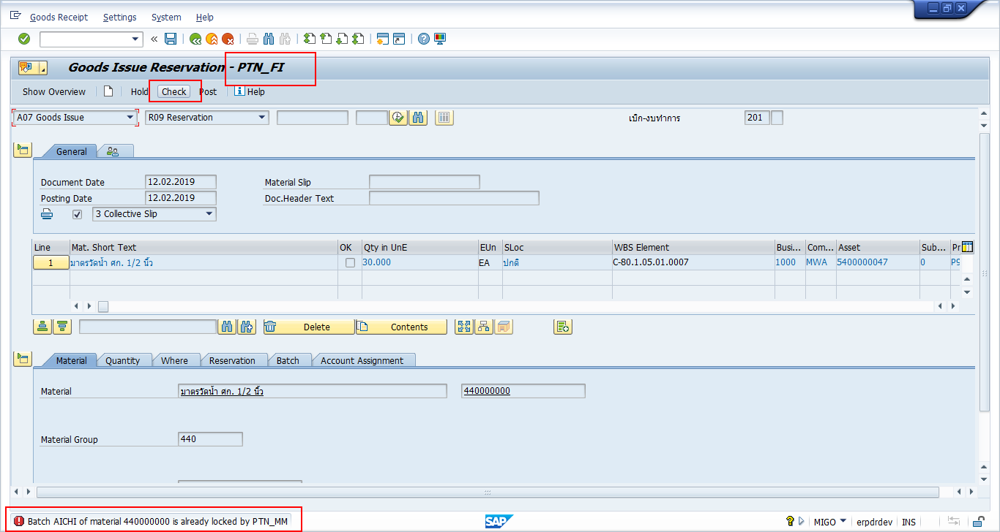 Goods Receipt Settings System Help
Goods Issue Reservation - PTN_FI
Show Overview Hold Check Post Help
A07 Goods Issue R09 Reservation เบิก-งบทำการ 201
General
Document Date 12.02.2019 Material Slip
Posting Date 12.02.2019 Doc.Header Text
3 Collective Slip
Line Mat. Short Text OK Qty in UnE EUn SLoc WBS Element Busi... Com... Asset Sub... Pr
1 มาตรวัดน้ำ ศก. 1/2 นิ้ว 30.000 EA ปกติ C-80.1.05.01.0007 1000 MWA 5400000047 0 P9
Delete Contents
Material Quantity Where Reservation Batch Account Assignment
Material มาตรวัดน้ำ ศก. 1/2 นิ้ว 440000000
Material Group 440
Batch AICHI of material 440000000 is already locked by PTN_MM SAP MIGO erpdrdev INS